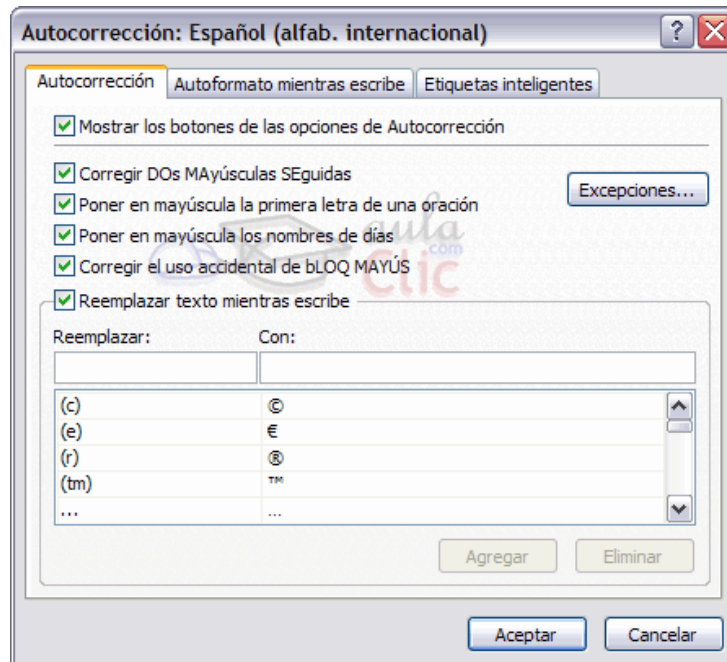 Autocorrección: Español (alfab. internacional)
Autocorrección Autoformato mientras escribe Etiquetas inteligentes
Mostrar los botones de las opciones de Autocorrección
Corregir DOs MAyúsculas SEguidas
Excepciones...
Poner en mayúscula la primera letra de una oración
Poner en mayúscula los nombres de días
Corregir el uso accidental de bLOQ MAYÚS
aula
.com
Clic
Reemplazar texto mientras escribe
Reemplazar: Con:
(c) ©
(e) €
(r) ®
(tm) ™
... …
Agregar Eliminar
Aceptar Cancelar